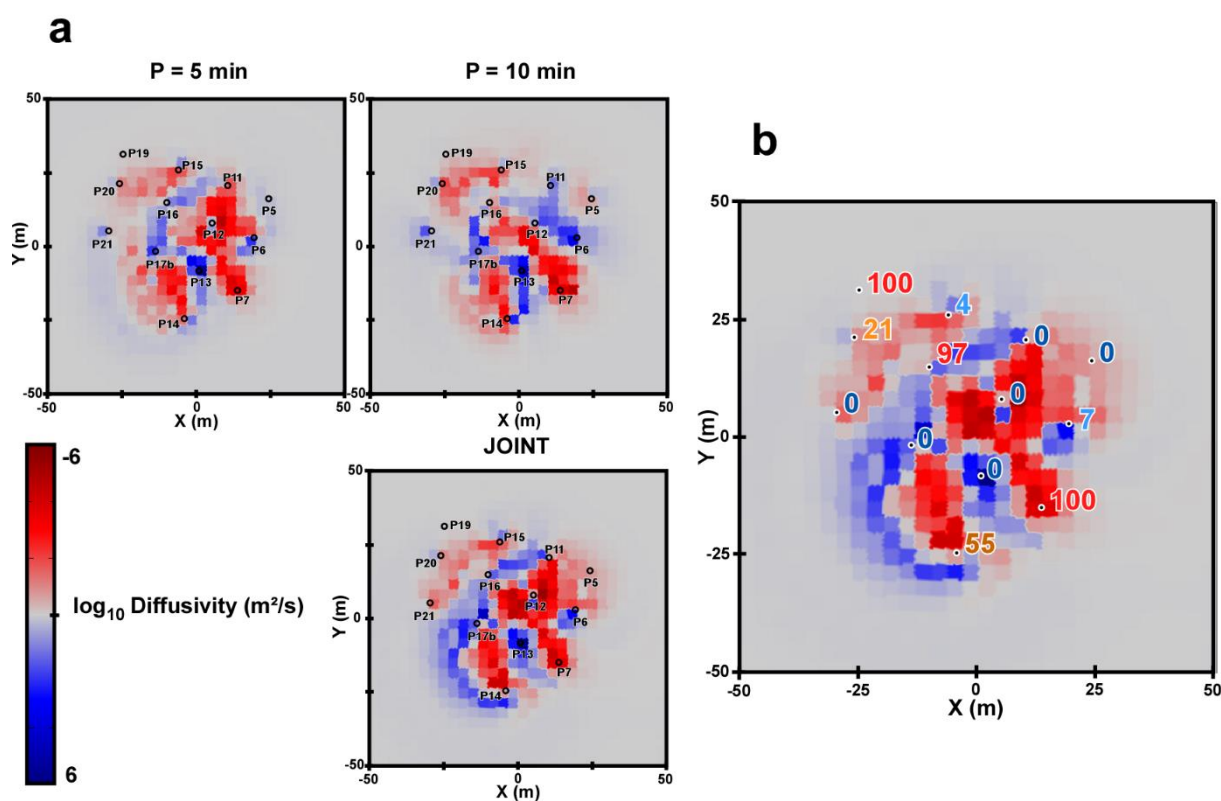 a
P = 5 min
P = 10 min
50
50
P19
P15
P20
P11
P5
P16
P12
P6
P21
P17b
P13
P7
P14
Y (m)
0
-50
-50
0
50
X (m)
P19
P15
P20
P11
P5
P16
P12
P6
P21
P17b
P13
P7
P14
-50
0
50
X (m)
-6
log10 Diffusivity (m²/s)
6
JOINT
50
P19
P15
P20
P11
P5
P16
P12
P6
P21
P17b
P13
P7
P14
Y (m)
0
-50
-50
0
50
X (m)
b
50
25
0
-25
-50
Y (m)
100
4
21
97
0
0
0
0
7
0
0
100
55
-50
-25
0
25
50
X (m)